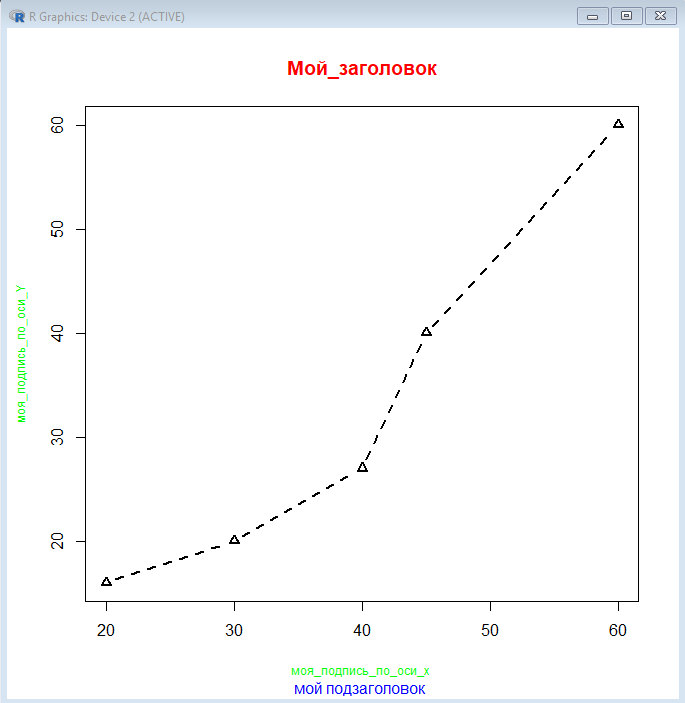 R Graphics: Device 2 (ACTIVE)
Мой_заголовок
моя_подпись_по_оси_Y
60
50
40
30
20
20 30 40 50 60
моя_подпись_по_оси_x
мой подзаголовок